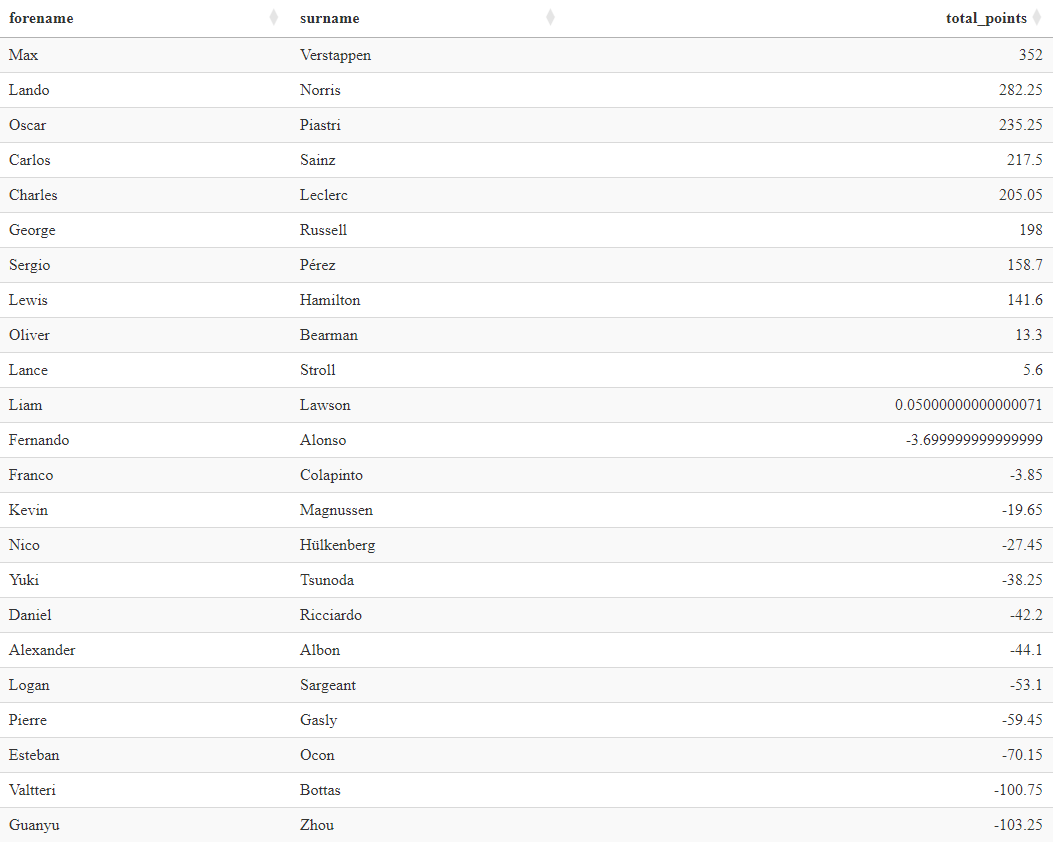 forename surname total_points
Max Verstappen 352
Lando Norris 282.25
Oscar Piastri 235.25
Carlos Sainz 217.5
Charles Leclerc 205.05
George Russell 198
Sergio Pérez 158.7
Lewis Hamilton 141.6
Oliver Bearman 13.3
Lance Stroll 5.6
Liam Lawson 0.05000000000000071
Fernando Alonso -3.699999999999999
Franco Colapinto -3.85
Kevin Magnussen -19.65
Nico Hülkenberg -27.45
Yuki Tsunoda -38.25
Daniel Ricciardo -42.2
Alexander Albon -44.1
Logan Sargeant -53.1
Pierre Gasly -59.45
Esteban Ocon -70.15
Valtteri Bottas -100.75
Guanyu Zhou -103.25